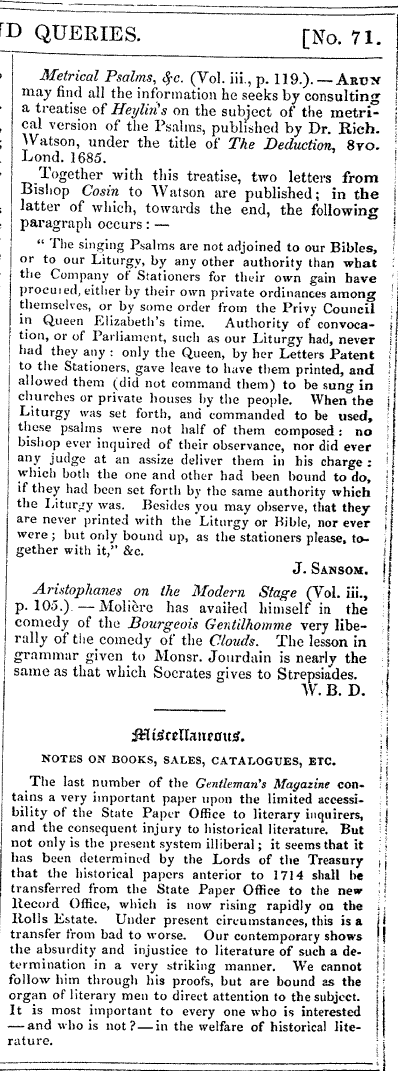 D QUERIES. [No. 71.
Metrical Psalms, &c. (Vol. iii., p. 119.).—ARUN
may find all the information he seeks by consulting
a treatise of Heylin's on the subject of the metri-
cal version of the Psalms, published by Dr. Rich.
Watson, under the title of The Deduction, 8vo.
Lond. 1685.
Together with this treatise, two letters from
Bishop Cosin to Watson are published; in the
latter of which, towards the end, the following
paragraph occurs: —
“ The singing Psalms are not adjoined to our Bibles,
or to our Liturgy, by any other authority than what
the Company of Stationers for their own gain have
procured, either by their own private ordinances among
themselves, or by some order from the Privy Council
in Queen Elizabeth's time. Authority of convoca-
tion, or of Parliament, such as our Liturgy had, never
had they any: only the Queen, by her Letters Patent
to the Stationers, gave leave to have them printed, and
allowed them (did not command them) to be sung in
churches or private houses by the people. When the
Liturgy was set forth, and commanded to be used,
these psalms were not half of them composed: no
bishop ever inquired of their observance, nor did ever
any judge at an assize deliver them in his charge:
which both the one and other had been bound to do,
if they had been set forth by the same authority which
the Liturgy was. Besides you may observe, that they
are never printed with the Liturgy or Bible, nor ever
were; but only bound up, as the stationers please, to-
gether with it,” &c.
J. SANSOM.
Aristophanes on the Modern Stage (Vol. iii.,
p. 105.).—Molière has availed himself in the
comedy of the Bourgeois Gentilhomme very libe-
rally of the comedy of the Clouds. The lesson in
grammar given to Monsr. Jourdain is nearly the
same as that which Socrates gives to Strepsiades.
W. B. D.
Miscellaneous.
NOTES ON BOOKS, SALES, CATALOGUES, ETC.
The last number of the Gentleman's Magazine con-
tains a very important paper upon the limited accessi-
bility of the State Paper Office to literary inquirers,
and the consequent injury to historical literature. But
not only is the present system illiberal; it seems that it
has been determined by the Lords of the Treasury
that the historical papers anterior to 1714 shall be
transferred from the State Paper Office to the new
Record Office, which is now rising rapidly on the
Rolls Estate. Under present circumstances, this is a
transfer from bad to worse. Our contemporary shows
the absurdity and injustice to literature of such a de-
termination in a very striking manner. We cannot
follow him through his proofs, but are bound as the
organ of literary men to direct attention to the subject.
It is most important to every one who is interested
—and who is not?—in the welfare of historical lite-
rature.